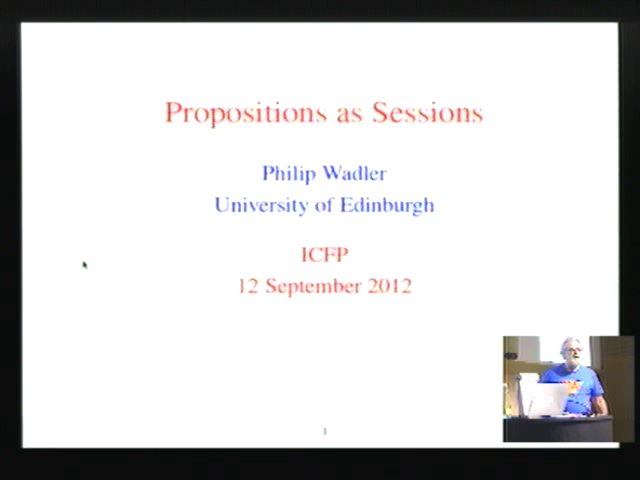 Propositions as Sessions
Philip Wadler
University of Edinburgh
ICFP
12 September 2012
1